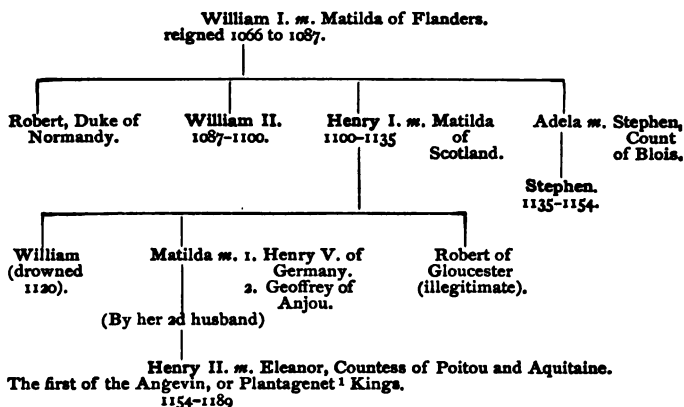 William I. m. Matilda of Flanders.
reigned 1066 to 1087.
Robert, Duke of Normandy.
William II.
1087-1100.
Henry I. m. Matilda
1100-1135 of
Scotland.
Adela m. Stephen,
Count
of Blois.
Stephen.
1135-1154.
William
(drowned
1120).
Matilda m. 1. Henry V. of
Germany.
2. Geoffrey of
Anjou.
Robert of
Gloucester
(illegitimate).
(By her 2d husband)
Henry II. m. Eleanor, Countess of Poitou and Aquitaine.
The first of the Angevin, or Plantagenet 1 Kings.
1154-1189